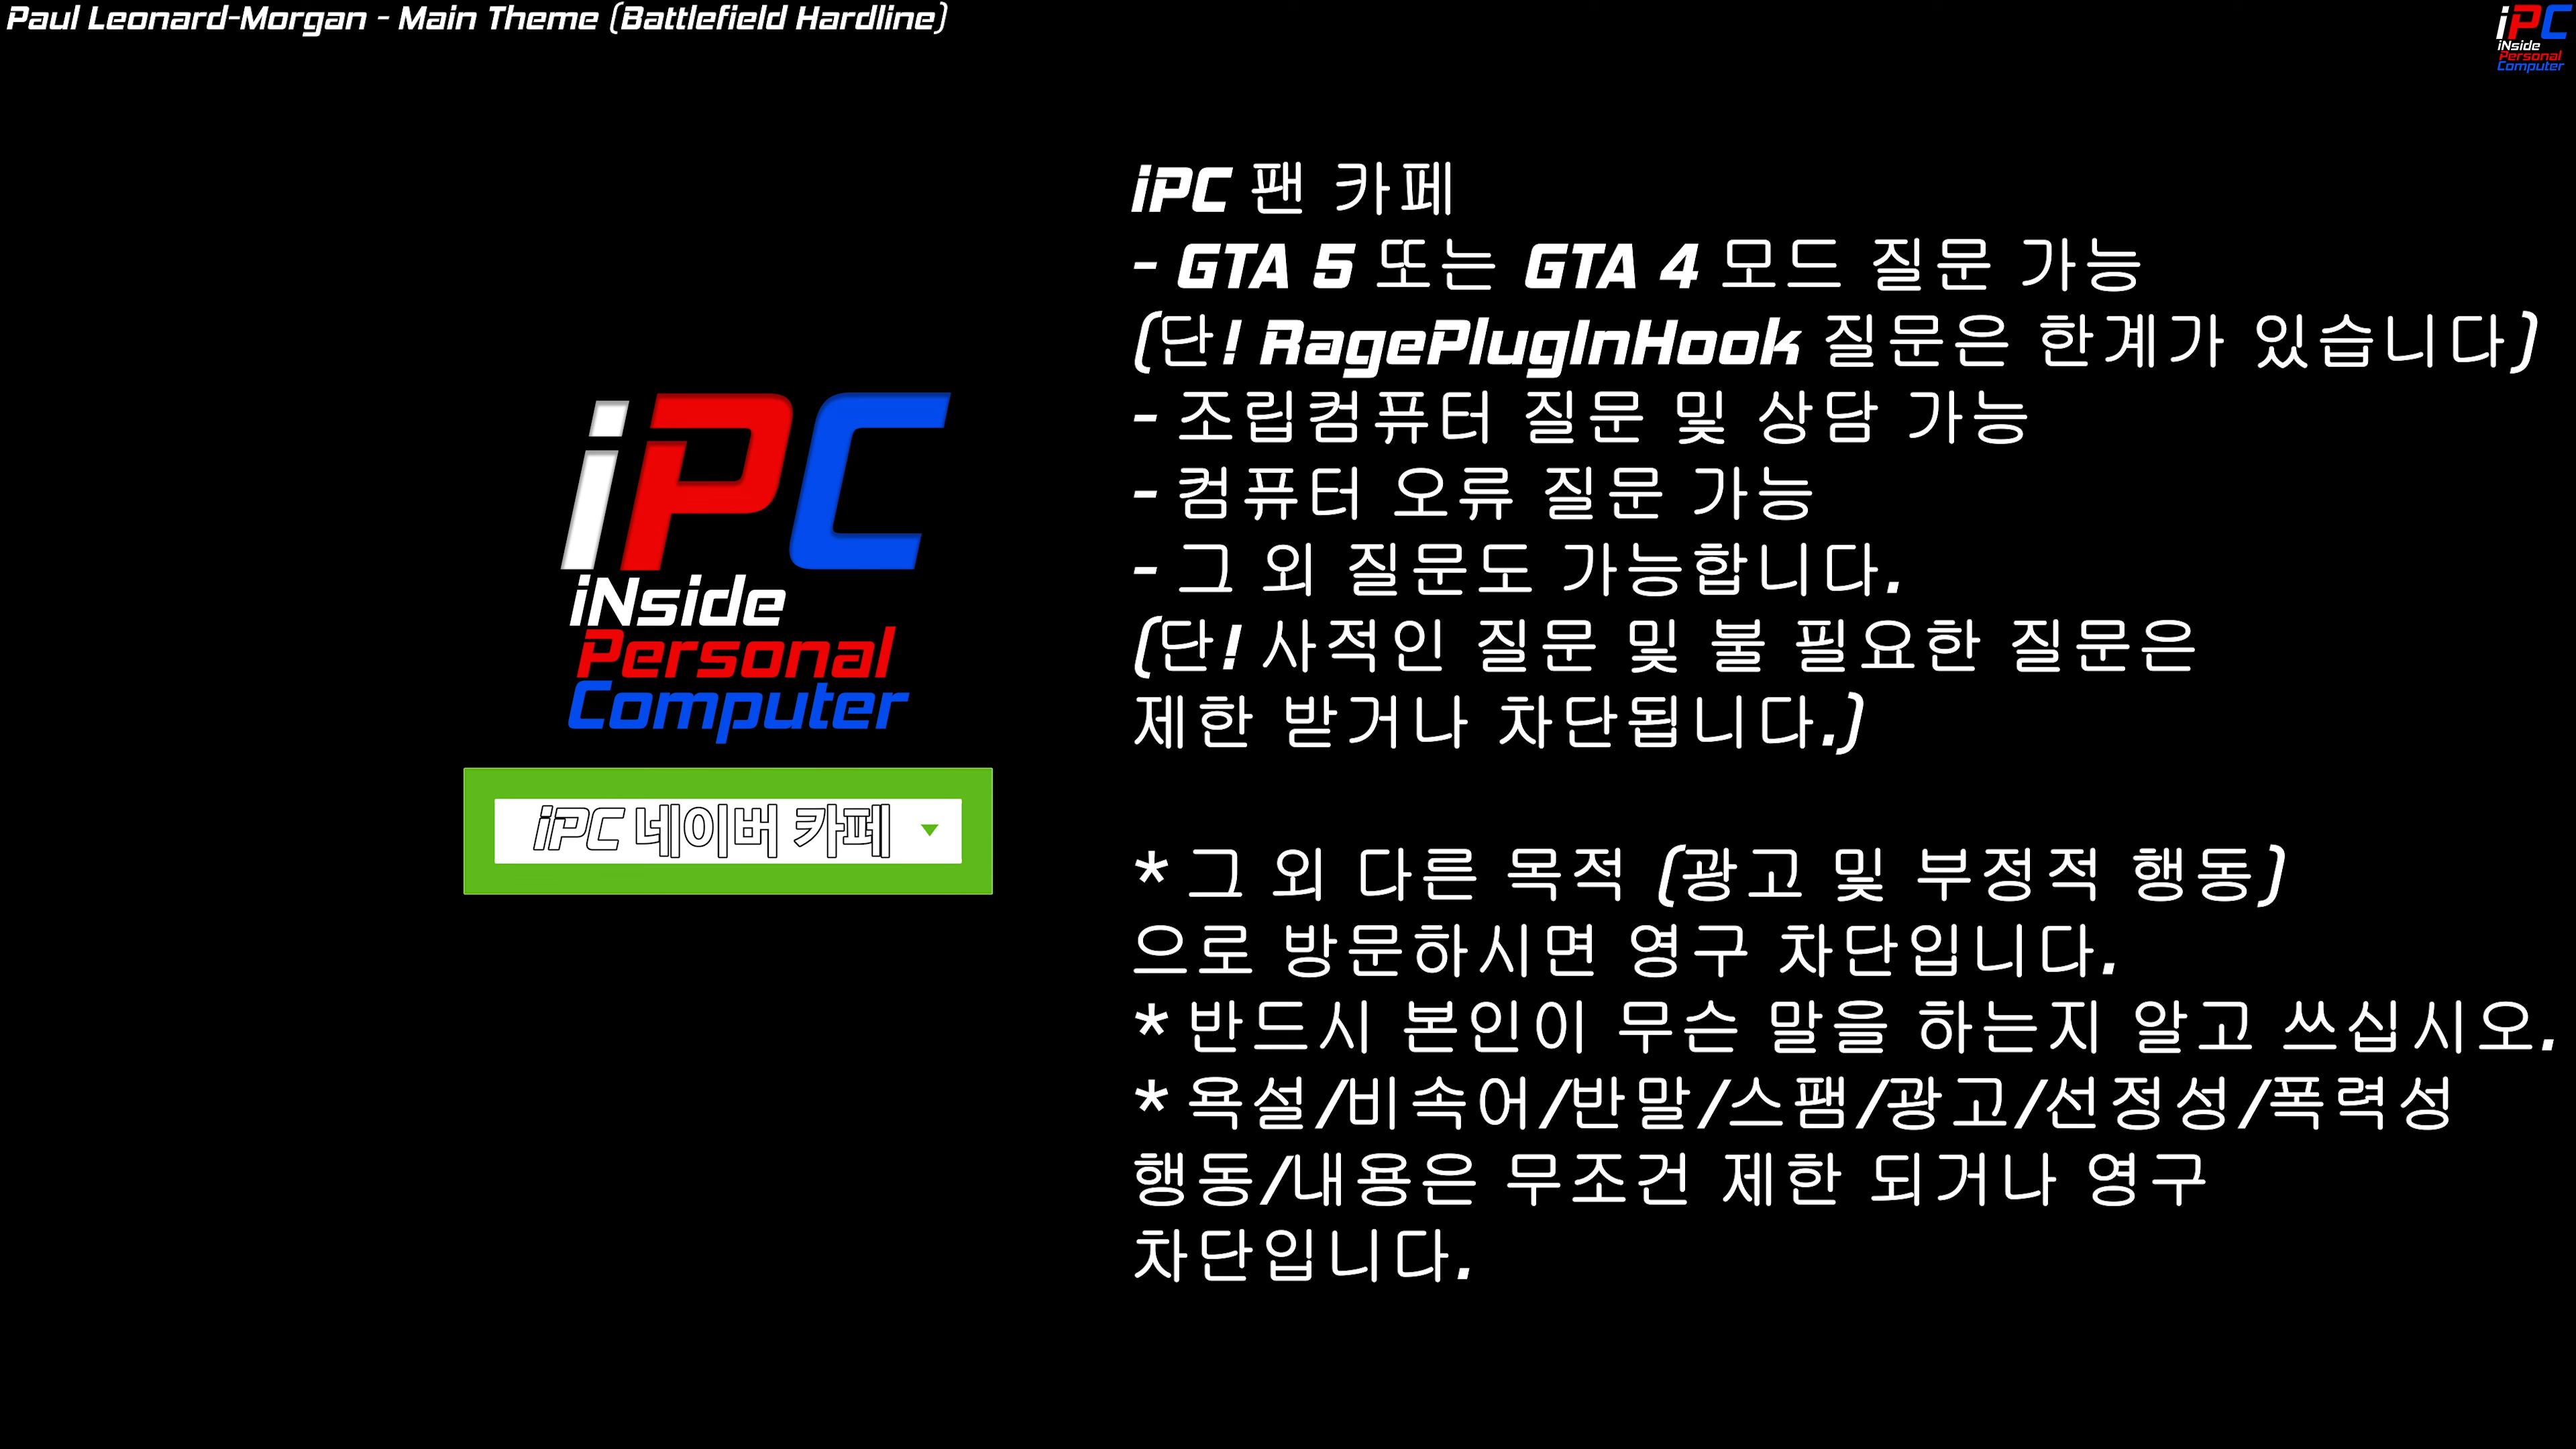 Paul Leonard-Morgan - Main Theme (Battlefield Hardline)
iPC
iNside
Personal
Computer
iPC
iNside
Personal
Computer
iPC 네이버 카페
iPC 팬 카페
- GTA 5 또는 GTA 4 모드 질문 가능
(단! RagePlugInHook 질문은 한계가 있습니다)
- 조립컴퓨터 질문 및 상담 가능
- 컴퓨터 오류 질문 가능
- 그 외 질문도 가능합니다.
(단! 사적인 질문 및 불 필요한 질문은
제한 받거나 차단됩니다.)
* 그 외 다른 목적 (광고 및 부정적 행동)
으로 방문하시면 영구 차단입니다.
* 반드시 본인이 무슨 말을 하는지 알고 쓰십시오.
* 욕설/비속어/반말/스팸/광고/선정성/폭력성
행동/내용은 무조건 제한 되거나 영구
차단입니다.